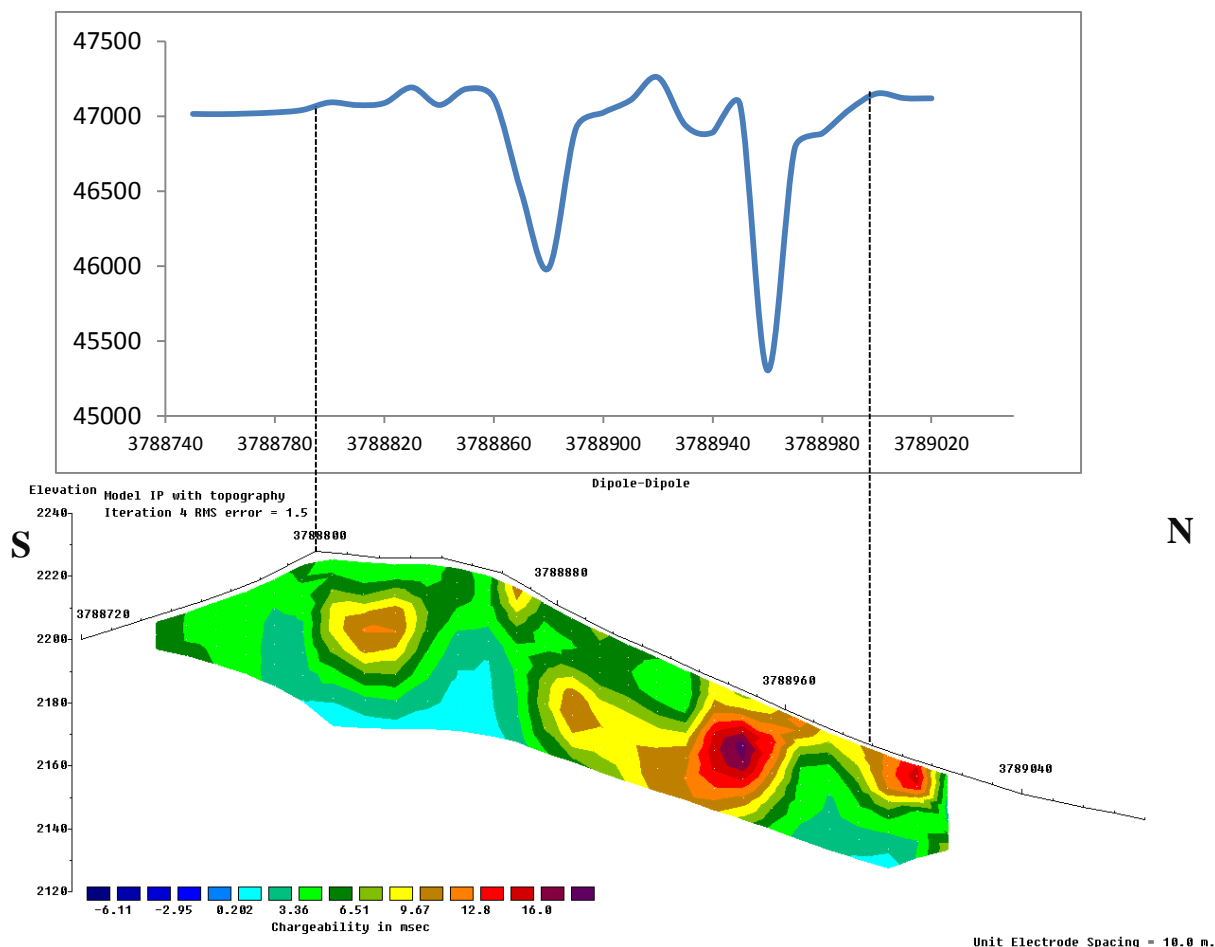 47500
47000
46500
46000
45500
45000
3788740 3788780 3788820 3788860 3788900 3788940 3788980 3789020
Dipole-Dipole
Elevation
Model IP with topography
Iteration 4 RMS error = 1.5
2240
S
N
3788800
2220
3788880
3788720
2200
3788960
2180
2160
3789040
2140
2120
-6.11 -2.95 0.202 3.36 6.51 9.67 12.8 16.0
Chargeability in msec
Unit Electrode Spacing = 10.0 m.